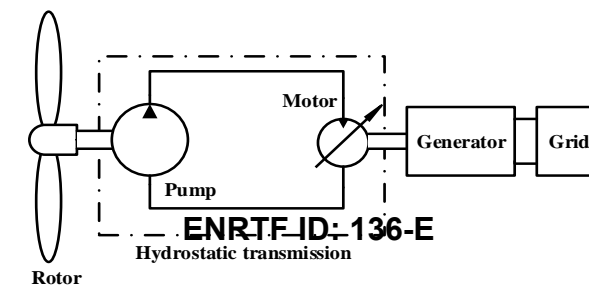 Motor
Generator
Grid
Pump
ENRTF ID: 136-E
Hydrostatic transmission
Rotor